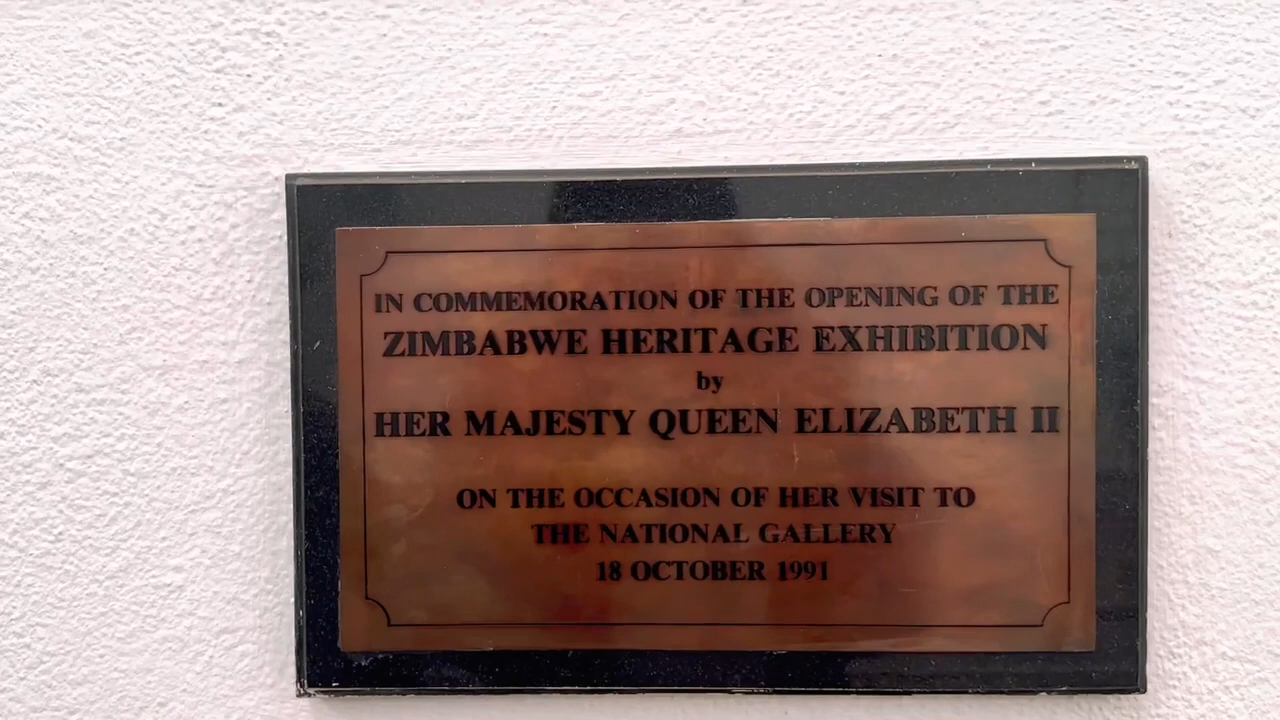 IN COMMEMORATION OF THE OPENING OF THE
ZIMBABWE HERITAGE EXHIBITION
by
HER MAJESTY QUEEN ELIZABETH II
ON THE OCCASION OF HER VISIT TO
THE NATIONAL GALLERY
18 OCTOBER 1991